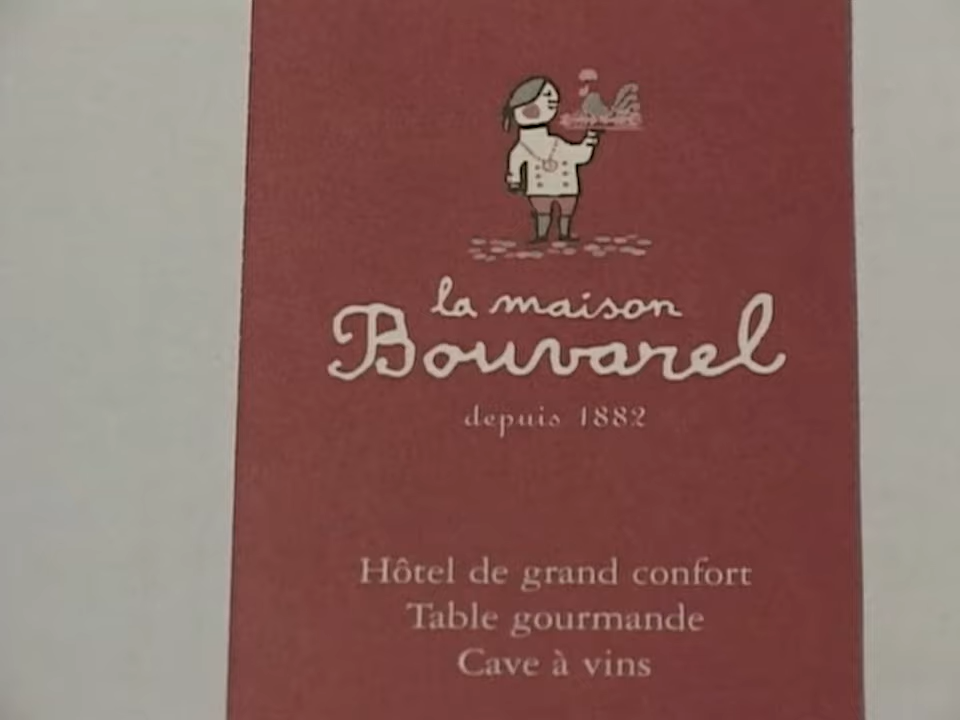 la maison
Bouvarel
depuis 1882
Hôtel de grand confort
Table gourmande
Cave à vins